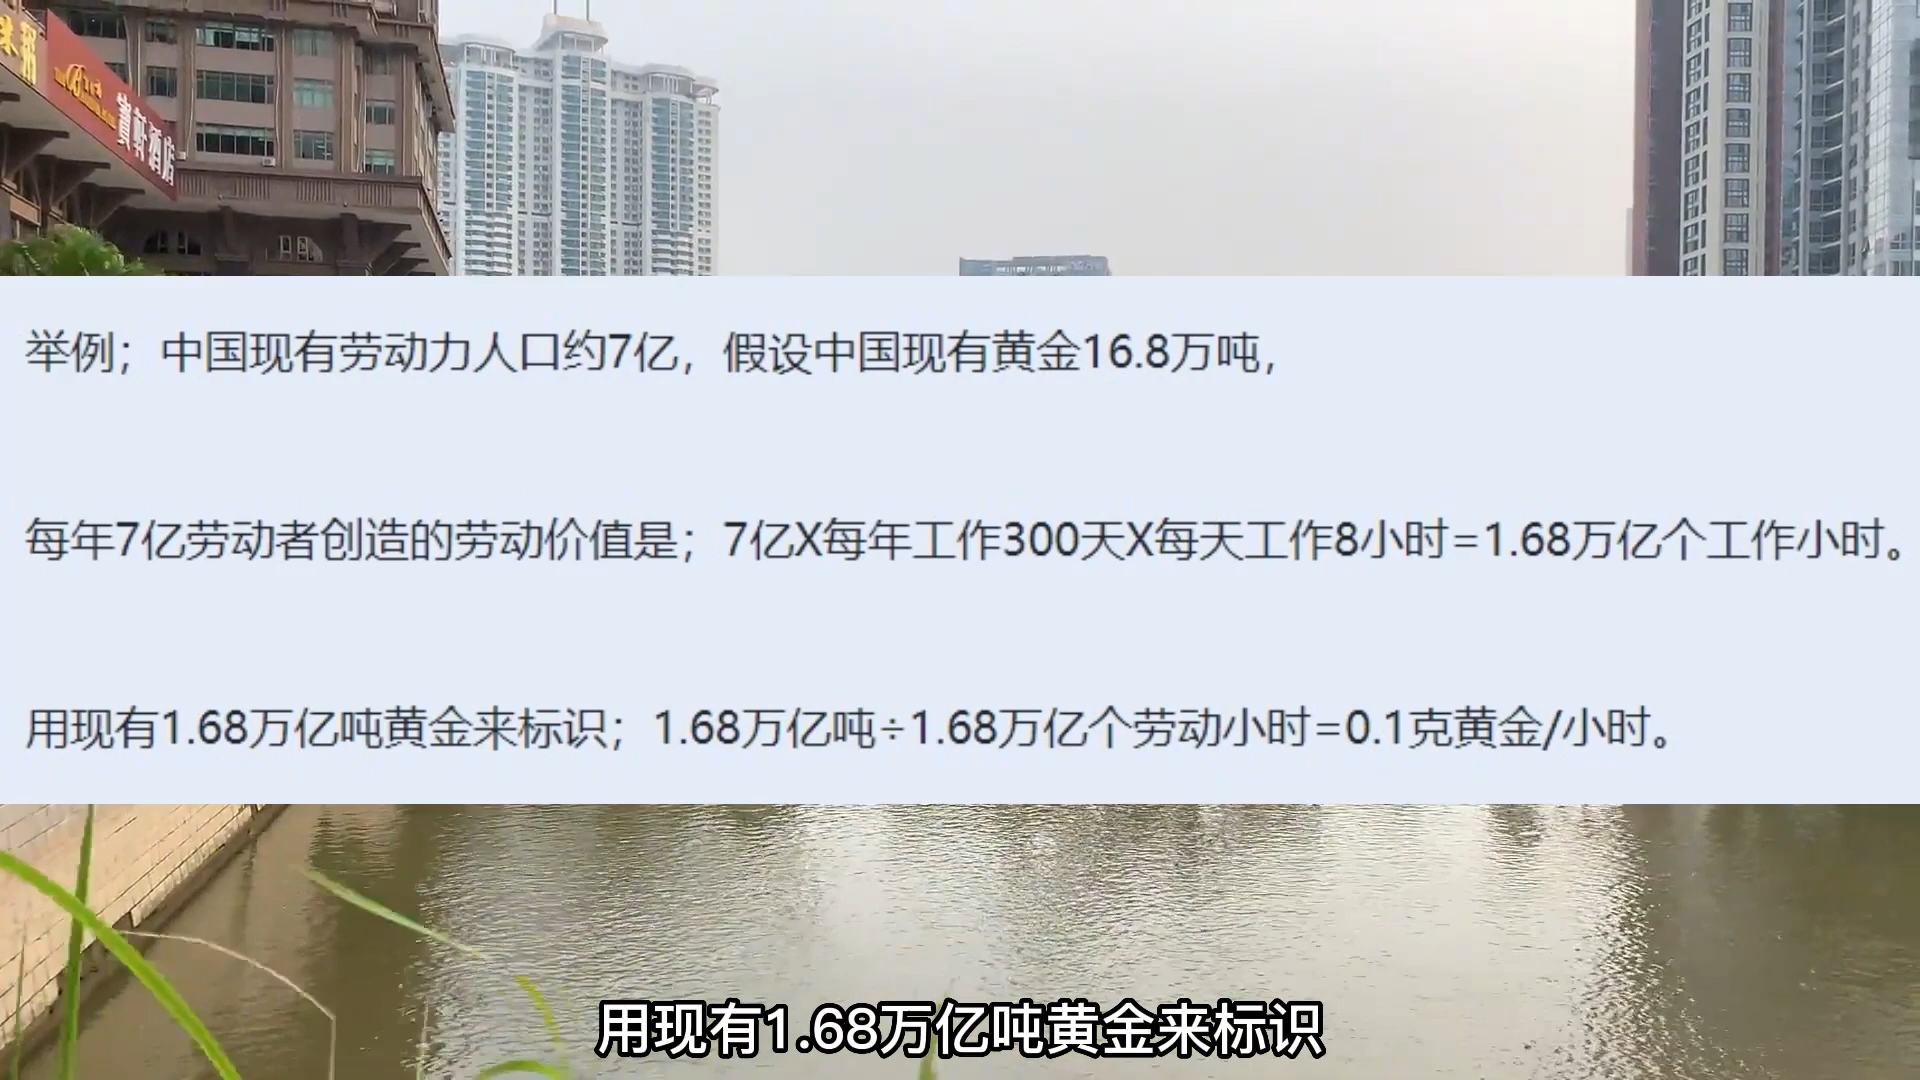 寶軒酒店
举例；中国现有劳动力人口约7亿，假设中国现有黄金16.8万吨，
每年7亿劳动者创造的劳动价值是；7亿X每年工作300天X每天工作8小时=1.68万亿个工作小时。
用现有1.68万亿吨黄金来标识；1.68万亿吨÷1.68万亿个劳动小时=0.1克黄金/小时。
用现有1.68万亿吨黄金来标识